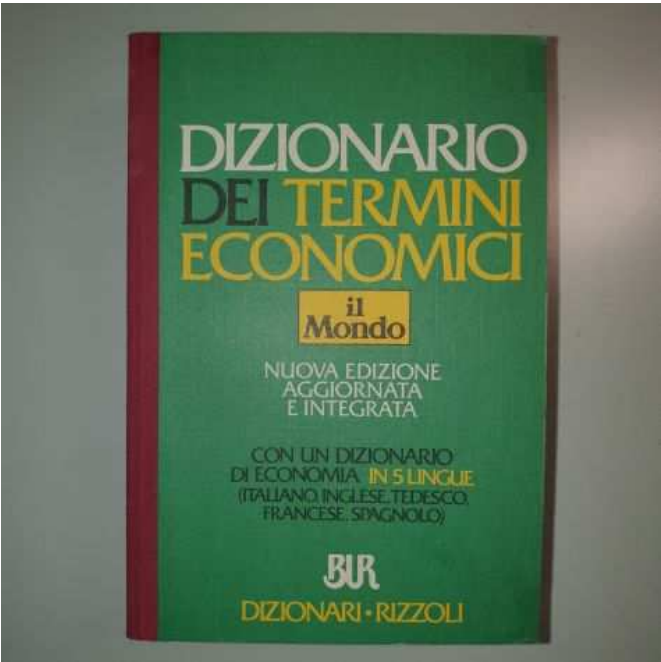 DIZIONARIO
DEI TERMINI
ECONOMICI
il
Mondo
NUOVA EDIZIONE
AGGIORNATA
E INTEGRATA
CON UN DIZIONARIO
DI ECONOMIA IN 5 LINGUE
(ITALIANO, INGLESE, TEDESCO,
FRANCESE, SPAGNOLO)
BUR
DIZIONARI • RIZZOLI